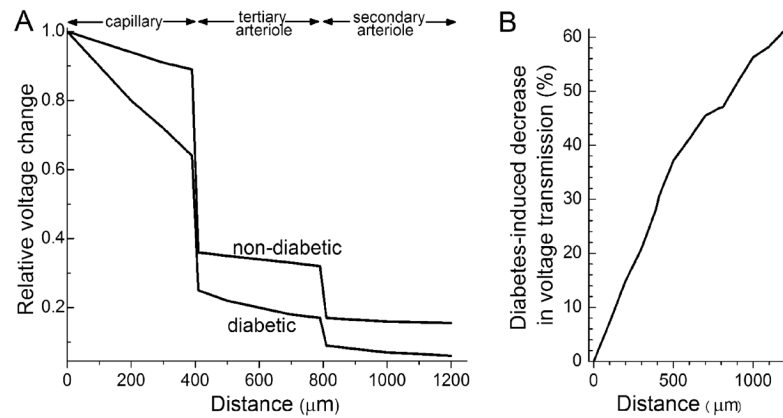 A
capillary
tertiary
arteriole
secondary
arteriole
Relative voltage change
1.0
0.8
0.6
0.4
0.2
non-diabetic
diabetic
0 200 400 600 800 1000 1200
Distance (μm)
B
Diabetes-induced decrease
in voltage transmission (%)
60
50
40
30
20
10
0
0 500 1000
Distance (μm)